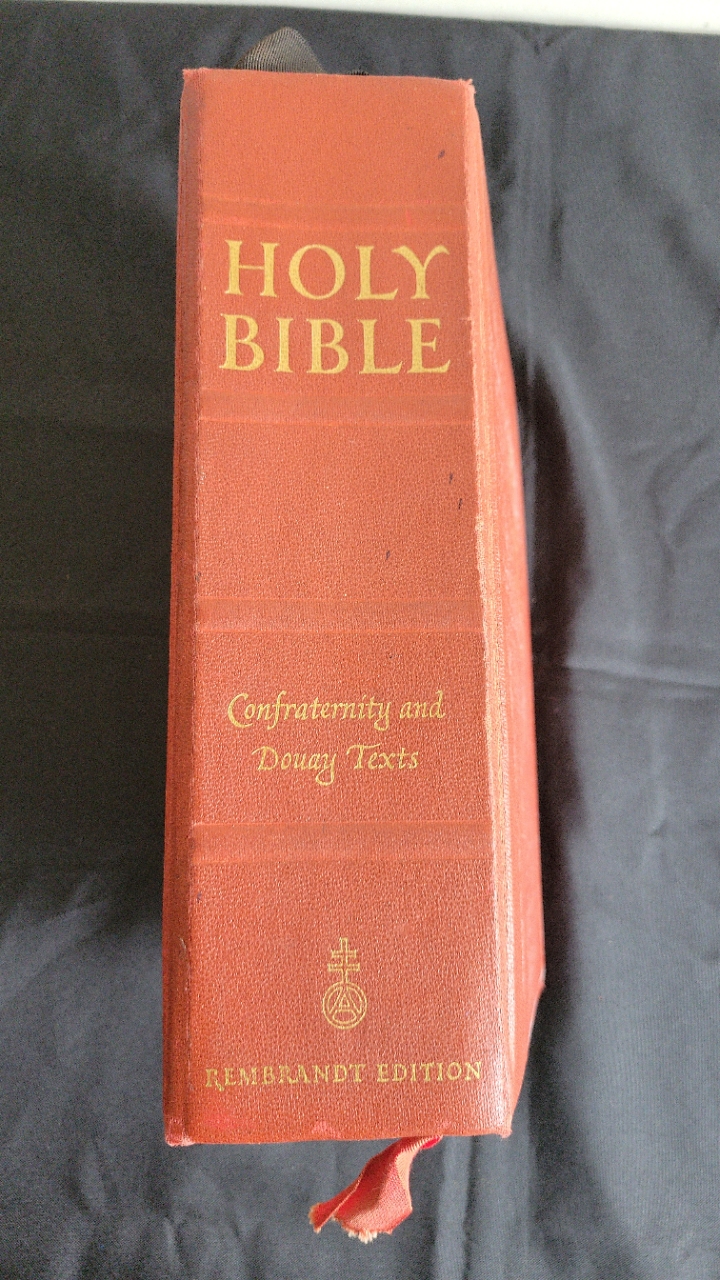 HOLY
BIBLE
Confraternity and
Douay Texts
REMBRANDT EDITION